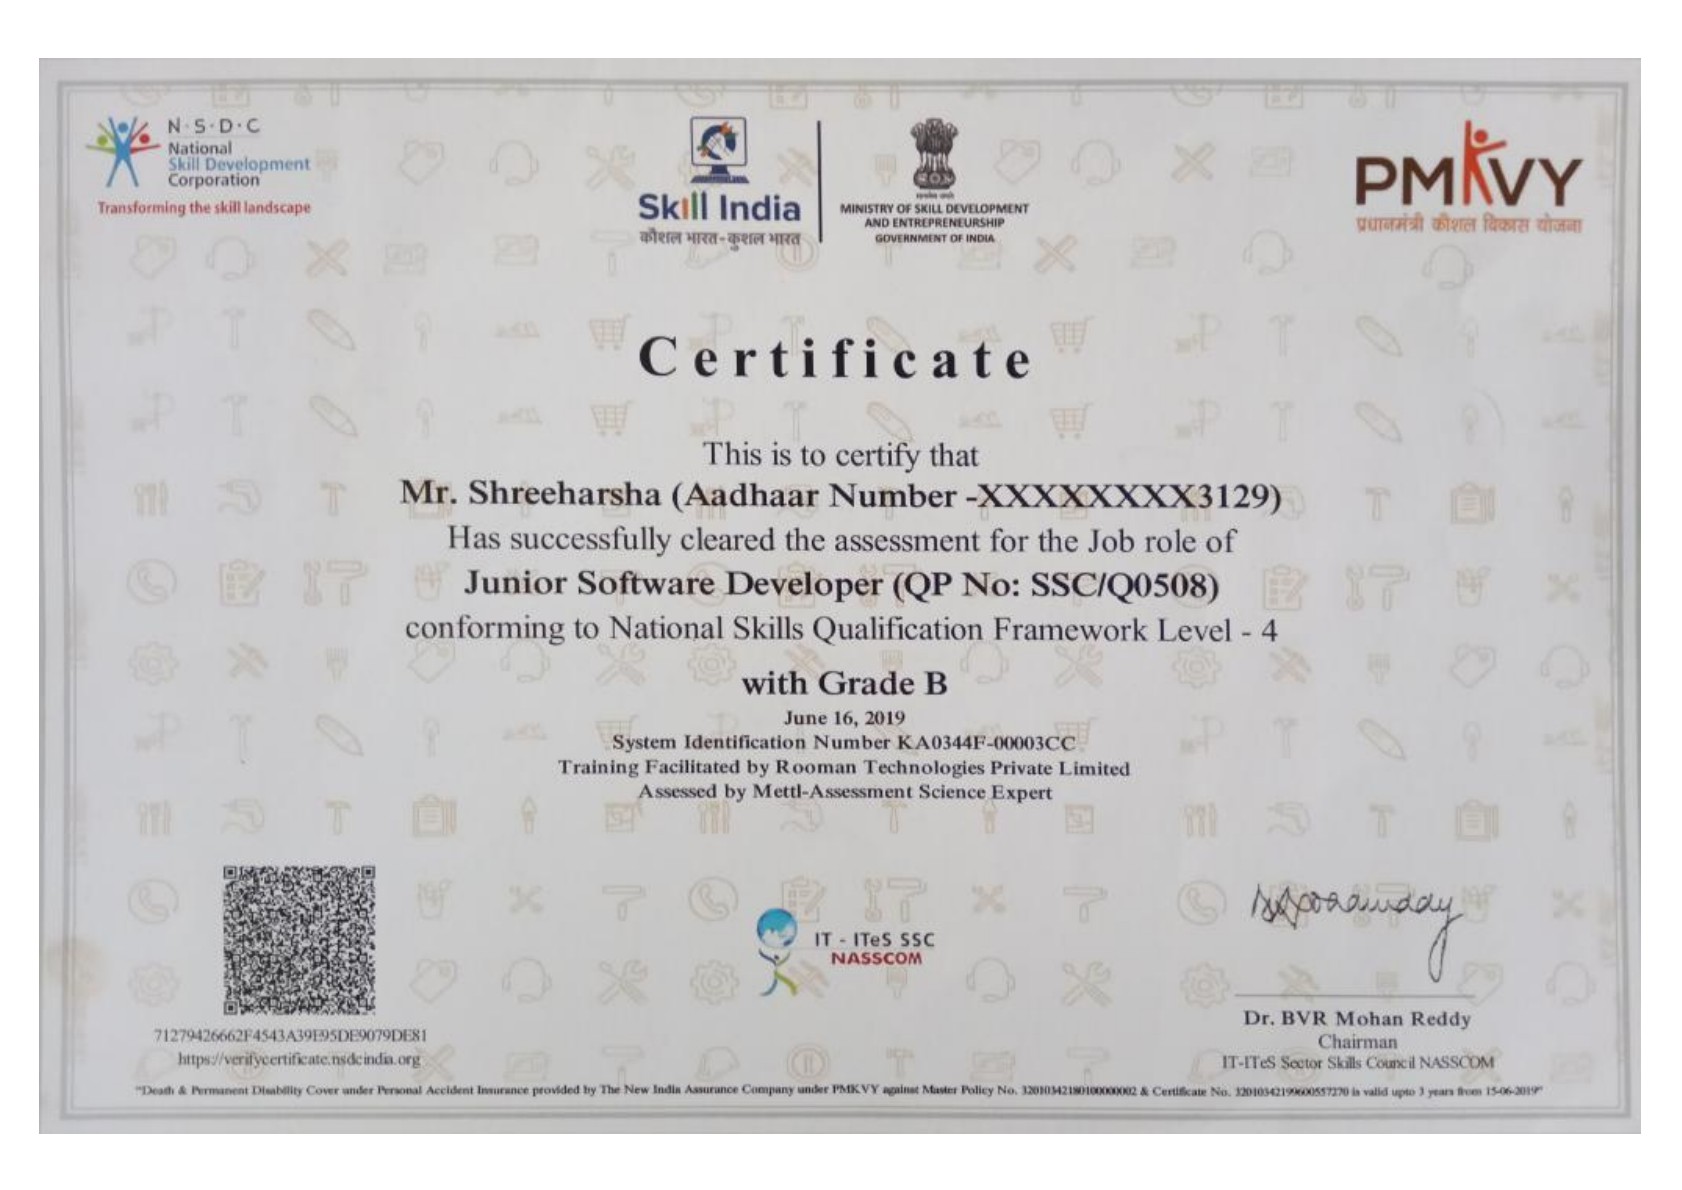 N·S·D·C
National
Skill Development
Corporation
Transforming the skill landscape
Skill India
कौशल भारत-कुशल भारत
सत्यमेव जयते
MINISTRY OF SKILL DEVELOPMENT
AND ENTREPRENEURSHIP
GOVERNMENT OF INDIA
PMKVY
प्रधानमंत्री कौशल विकास योजना
Certificate
This is to certify that
Mr. Shreeharsha (Aadhaar Number -XXXXXXXX3129)
Has successfully cleared the assessment for the Job role of
Junior Software Developer (QP No: SSC/Q0508)
conforming to National Skills Qualification Framework Level - 4
with Grade B
June 16, 2019
System Identification Number KA0344F-00003CC
Training Facilitated by Rooman Technologies Private Limited
Assessed by Mettl-Assessment Science Expert
IT - ITeS SSC
NASSCOM
71279426662F4543A39E95DE9079DE81
https://verifycertificate.nsdcindia.org
Dr. BVR Mohan Reddy
Chairman
IT-ITeS Sector Skills Council NASSCOM
"Death & Permanent Disability Cover under Personal Accident Insurance provided by The New India Assurance Company under PMKVY against Master Policy No. & Certificate No. is valid upto 3 years from 15-06-2019"